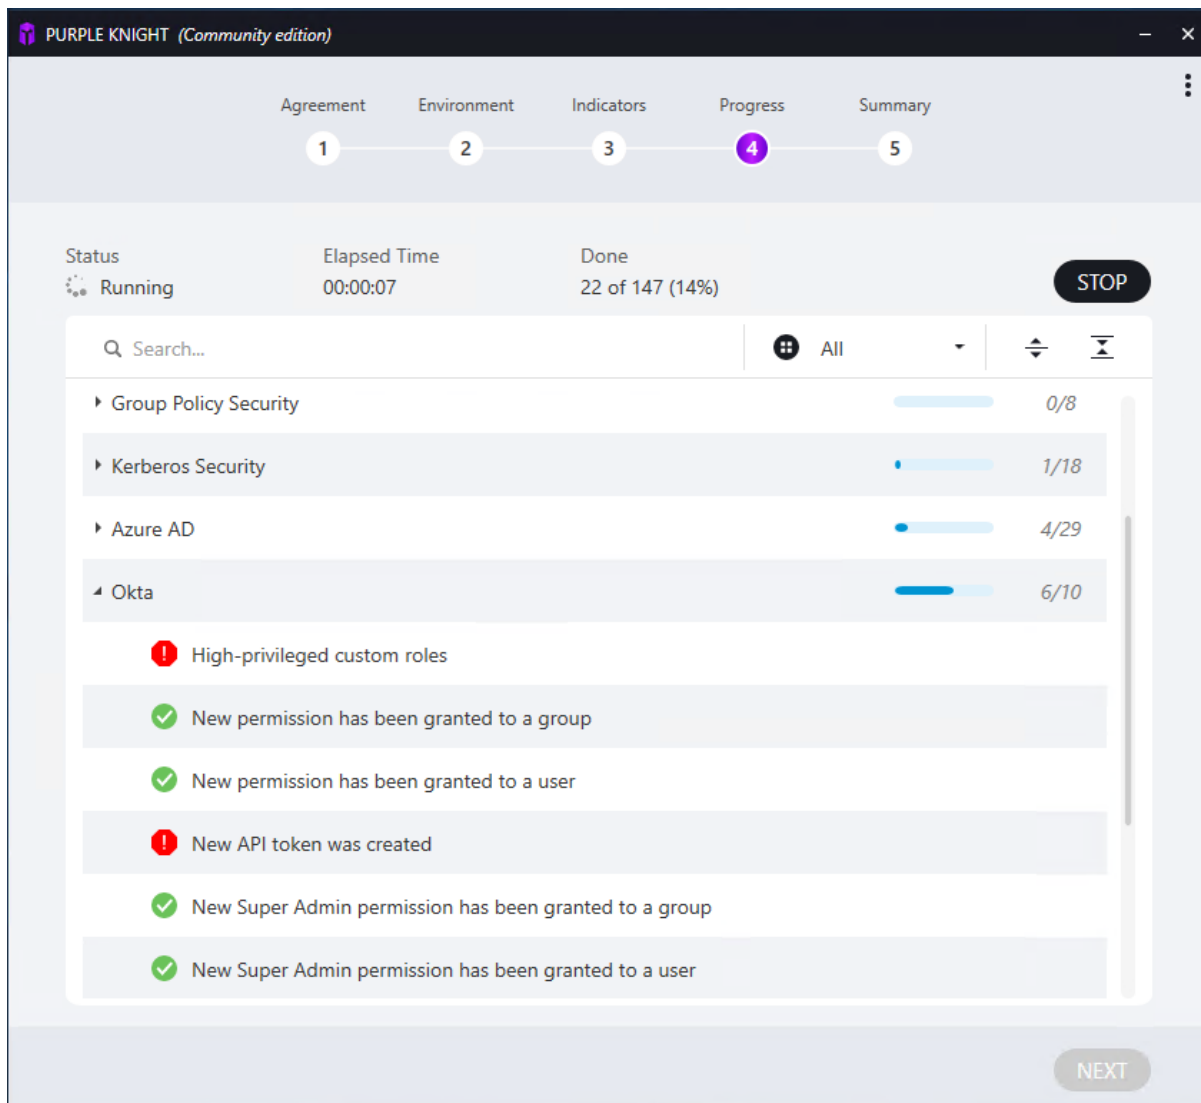 PURPLE KNIGHT (Community edition)
Agreement Environment Indicators Progress Summary
1 2 3 4 5
Status Elapsed Time Done
Running 00:00:07 22 of 147 (14%) STOP
Search... All
Group Policy Security 0/8
Kerberos Security 1/18
Azure AD 4/29
Okta 6/10
High-privileged custom roles
New permission has been granted to a group
New permission has been granted to a user
New API token was created
New Super Admin permission has been granted to a group
New Super Admin permission has been granted to a user
NEXT